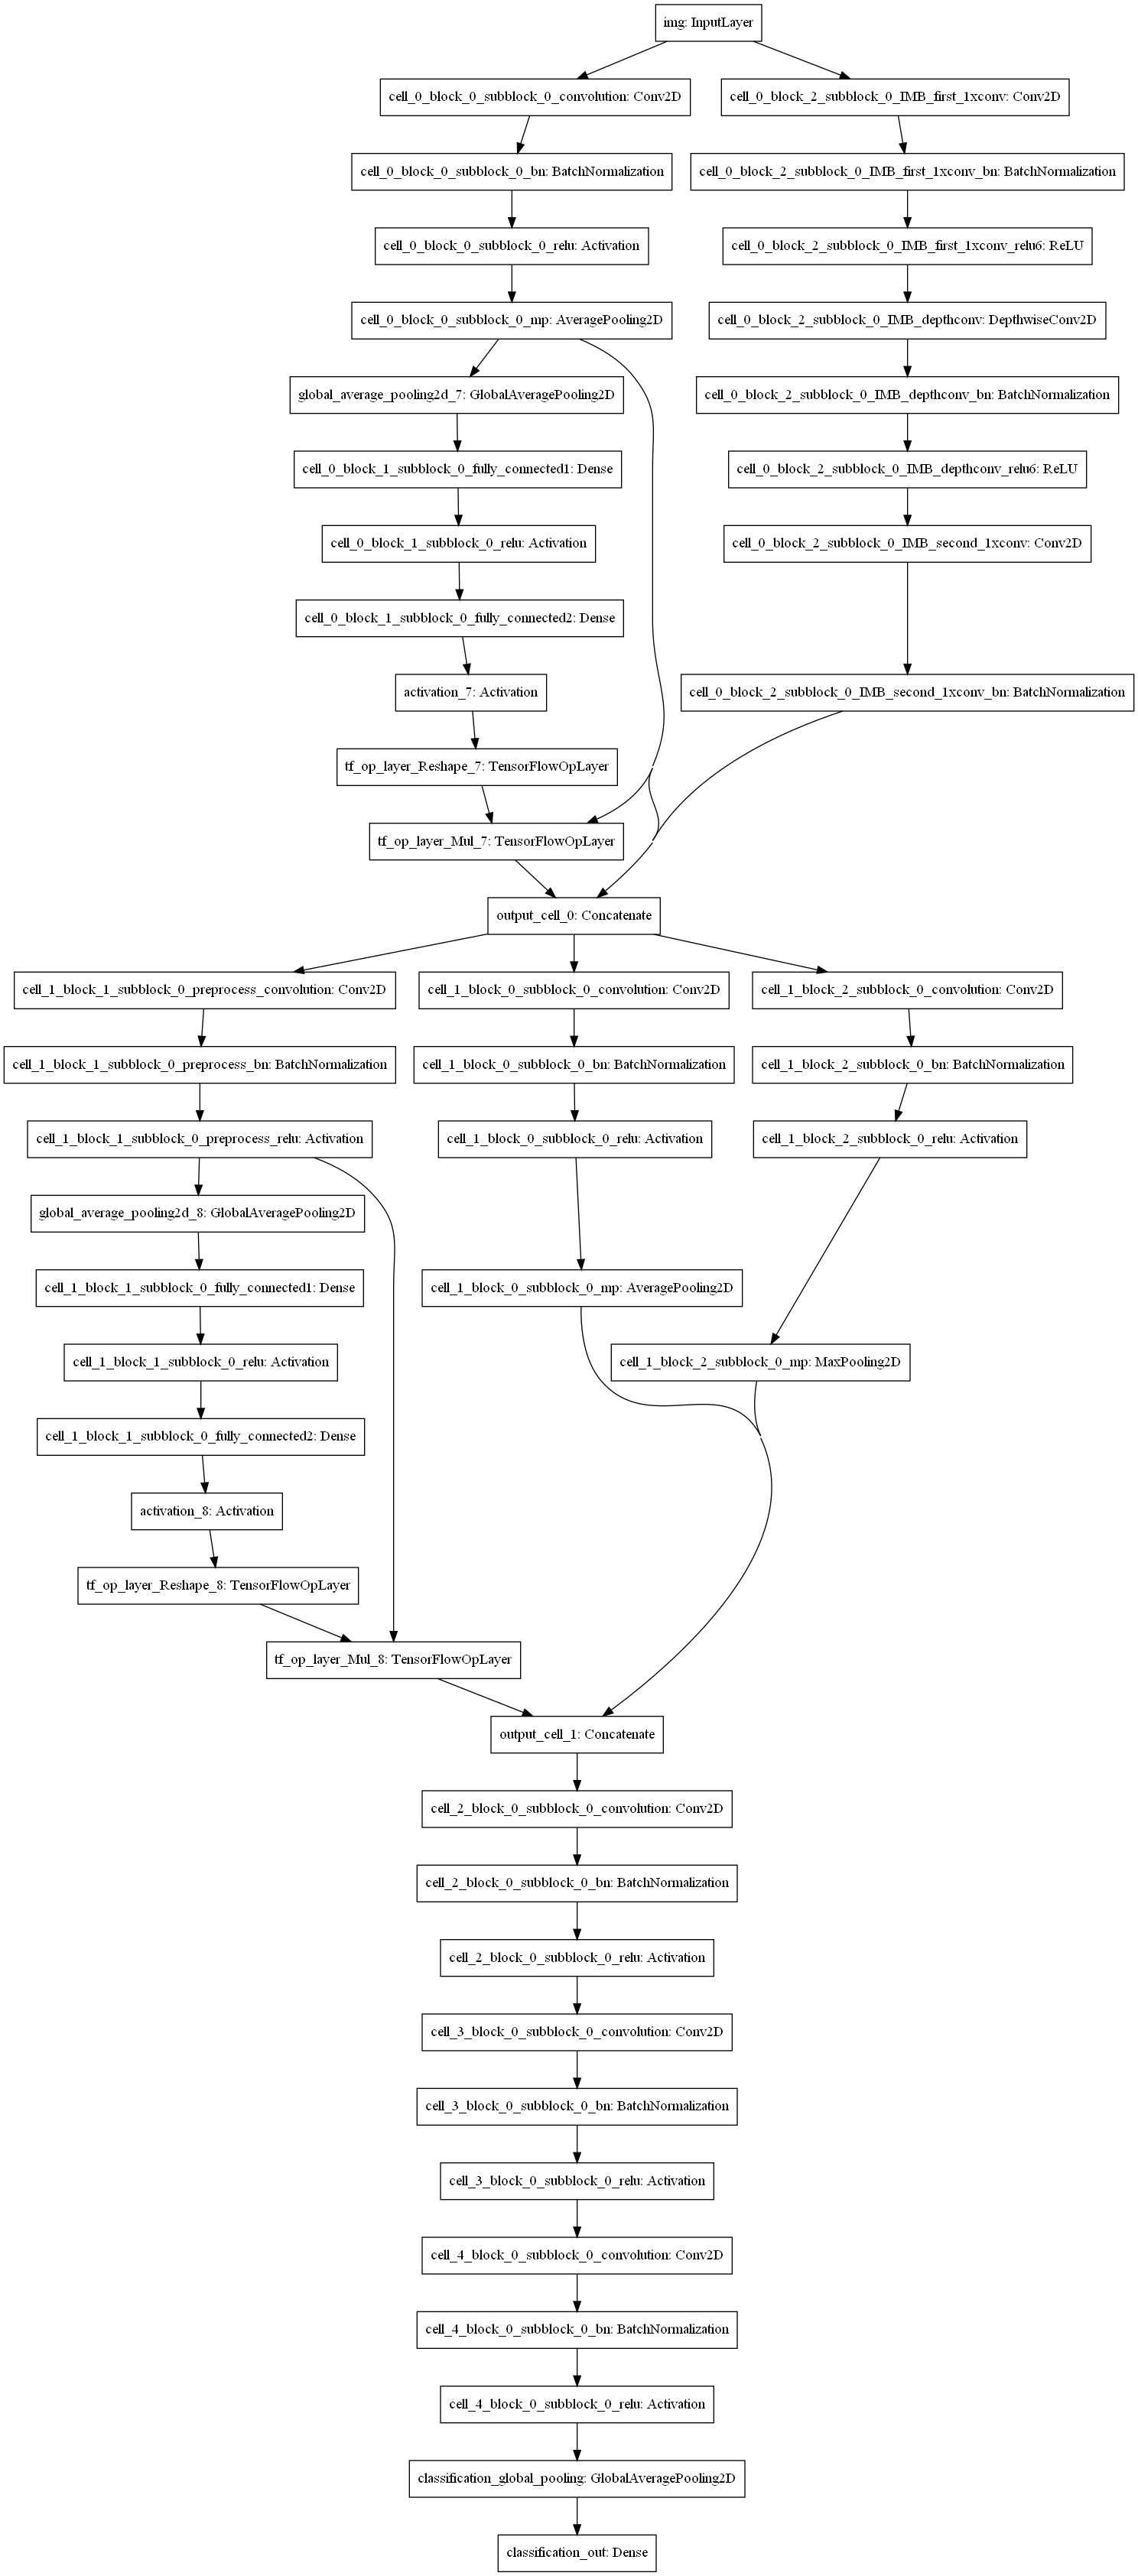 img: InputLayer
cell_0_block_0_subblock_0_convolution: Conv2D
cell_0_block_2_subblock_0_IMB_first_1xconv: Conv2D
cell_0_block_0_subblock_0_bn: BatchNormalization
cell_0_block_2_subblock_0_IMB_first_1xconv_bn: BatchNormalization
cell_0_block_0_subblock_0_relu: Activation
cell_0_block_2_subblock_0_IMB_first_1xconv_relu6: ReLU
cell_0_block_0_subblock_0_mp: AveragePooling2D
cell_0_block_2_subblock_0_IMB_depthconv: DepthwiseConv2D
global_average_pooling2d_7: GlobalAveragePooling2D
cell_0_block_2_subblock_0_IMB_depthconv_bn: BatchNormalization
cell_0_block_1_subblock_0_fully_connected1: Dense
cell_0_block_2_subblock_0_IMB_depthconv_relu6: ReLU
cell_0_block_1_subblock_0_relu: Activation
cell_0_block_2_subblock_0_IMB_second_1xconv: Conv2D
cell_0_block_1_subblock_0_fully_connected2: Dense
activation_7: Activation
cell_0_block_2_subblock_0_IMB_second_1xconv_bn: BatchNormalization
tf_op_layer_Reshape_7: TensorFlowOpLayer
tf_op_layer_Mul_7: TensorFlowOpLayer
output_cell_0: Concatenate
cell_1_block_1_subblock_0_preprocess_convolution: Conv2D
cell_1_block_0_subblock_0_convolution: Conv2D
cell_1_block_2_subblock_0_convolution: Conv2D
cell_1_block_1_subblock_0_preprocess_bn: BatchNormalization
cell_1_block_0_subblock_0_bn: BatchNormalization
cell_1_block_2_subblock_0_bn: BatchNormalization
cell_1_block_1_subblock_0_preprocess_relu: Activation
cell_1_block_0_subblock_0_relu: Activation
cell_1_block_2_subblock_0_relu: Activation
global_average_pooling2d_8: GlobalAveragePooling2D
cell_1_block_1_subblock_0_fully_connected1: Dense
cell_1_block_0_subblock_0_mp: AveragePooling2D
cell_1_block_1_subblock_0_relu: Activation
cell_1_block_2_subblock_0_mp: MaxPooling2D
cell_1_block_1_subblock_0_fully_connected2: Dense
activation_8: Activation
tf_op_layer_Reshape_8: TensorFlowOpLayer
tf_op_layer_Mul_8: TensorFlowOpLayer
output_cell_1: Concatenate
cell_2_block_0_subblock_0_convolution: Conv2D
cell_2_block_0_subblock_0_bn: BatchNormalization
cell_2_block_0_subblock_0_relu: Activation
cell_3_block_0_subblock_0_convolution: Conv2D
cell_3_block_0_subblock_0_bn: BatchNormalization
cell_3_block_0_subblock_0_relu: Activation
cell_4_block_0_subblock_0_convolution: Conv2D
cell_4_block_0_subblock_0_bn: BatchNormalization
cell_4_block_0_subblock_0_relu: Activation
classification_global_pooling: GlobalAveragePooling2D
classification_out: Dense